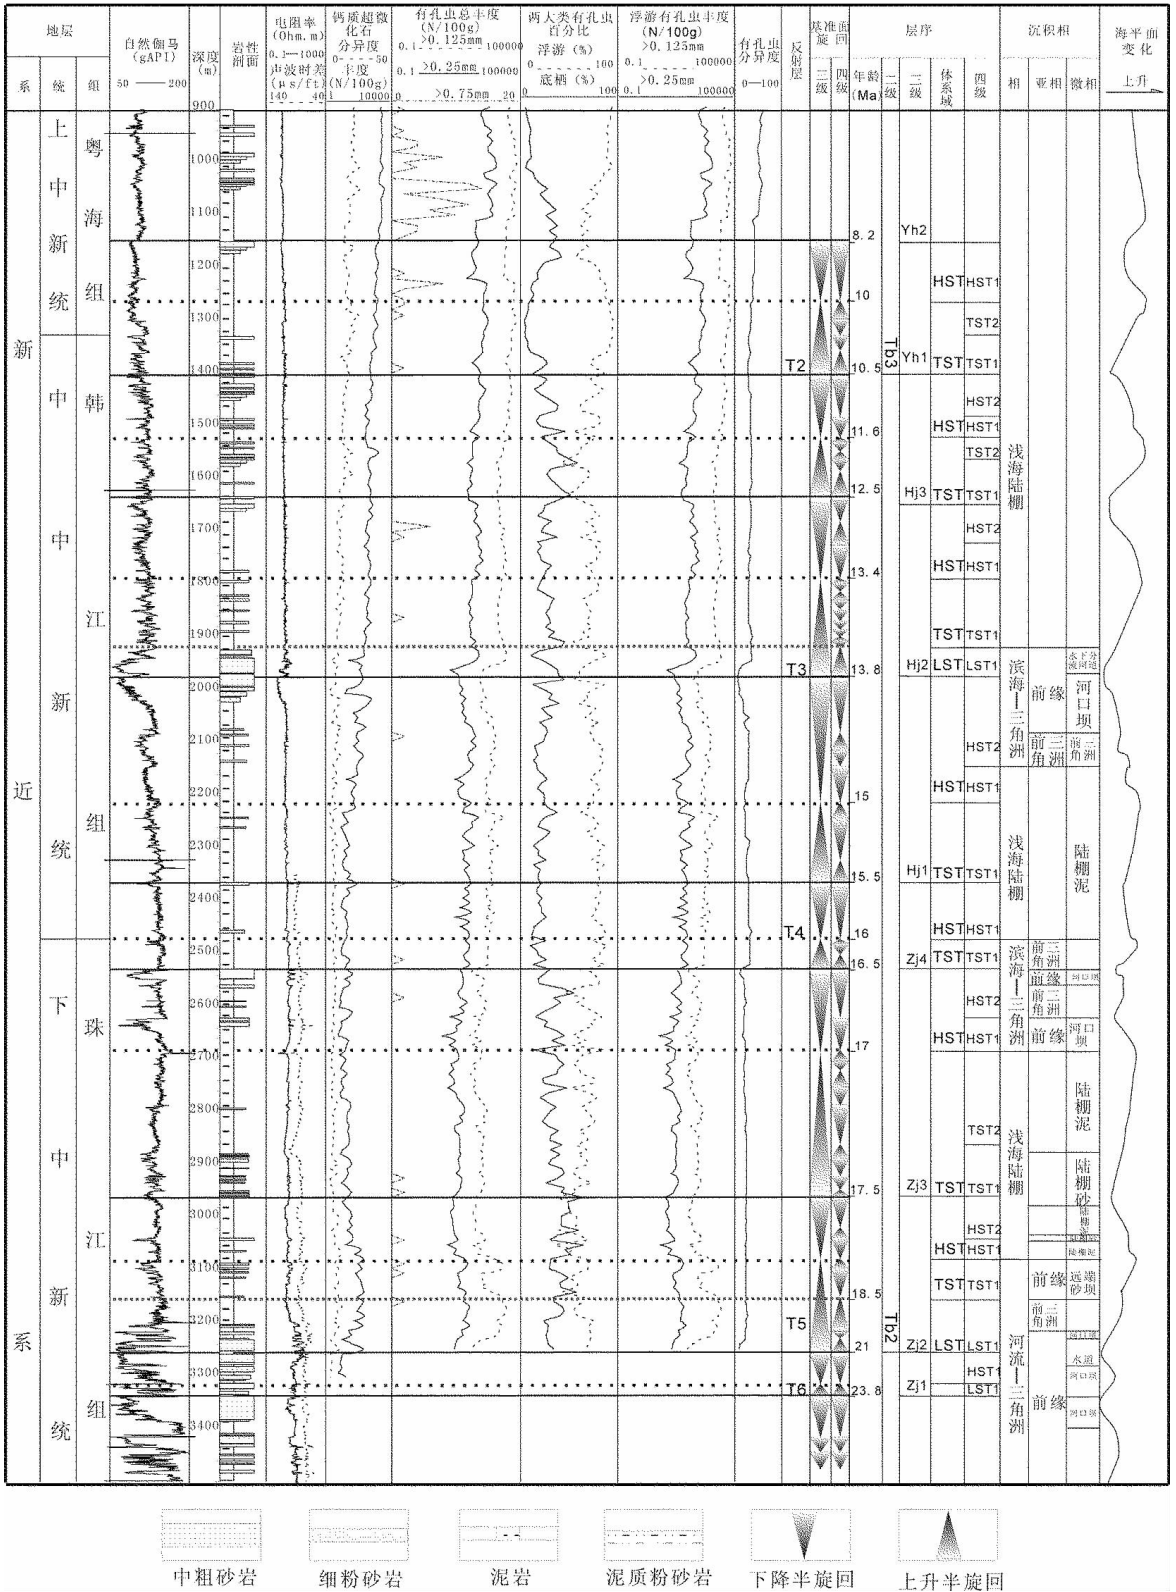 地层
系
统
组
自然伽马
(gAPI)
50 — 200
深度
(m)
岩性
剖面
电阻率
(Ohm.m)
0.1—1000
声波时差
(μs/ft)
140 40
钙质超微
化石
分异度
0-----50
丰度
(N/100g)
1 10000
有孔虫总丰度
(N/100g)
>0.125mm
0.1 100000
>0.25mm
0.1 100000
>0.75mm
0 20
两大类有孔虫
百分比
浮游 (%)
0 100
底栖 (%)
0 100
浮游有孔虫丰度
(N/100g)
>0.125mm
0.1 100000
>0.25mm
0.1 100000
有孔虫
分异度
0—100
反射层
基准面
旋回
三级
四级
层序
年龄
(Ma)
二级
三级
体系域
四级
沉积相
相
亚相
微相
海平面
变化
上升
新近系
上中新统
中中新统
下中新统
粤海组
韩江组
珠江组
900
1000
1100
1200
1300
1400
1500
1600
1700
1800
1900
2000
2100
2200
2300
2400
2500
2600
2700
2800
2900
3000
3100
3200
3300
3400
T2
T3
T4
T5
T6
8.2
10
10.5
11.6
12.5
13.4
13.8
15
15.5
16
16.5
17
17.5
18.5
21
23.8
Tb3
Tb2
Yh2
Yh1
Hj3
Hj2
Hj1
Zj4
Zj3
Zj2
Zj1
HST HST1
TST2
TST TST1
HST2
HST HST1
TST2
TST TST1
HST2
HST HST1
TST TST1
LST LST1
HST2
HST HST1
TST TST1
HST HST1
TST TST1
HST2
HST HST1
TST2
TST TST1
HST2
HST HST1
TST TST1
LST LST1
HST1
LST1
浅海陆棚
滨海—三角洲
浅海陆棚
滨海—三角洲
浅海陆棚
河流—三角洲
前缘
前三角洲
前三角洲
前缘
前三角洲
前缘
前缘
前三角洲
前缘
水下分流河道
河口坝
前三角洲
陆棚泥
河口坝
河口坝
陆棚泥
陆棚砂
陆棚泥
陆棚泥
远端砂坝
河口坝
水道
河口坝
河口坝
中粗砂岩
细粉砂岩
泥岩
泥质粉砂岩
下降半旋回
上升半旋回